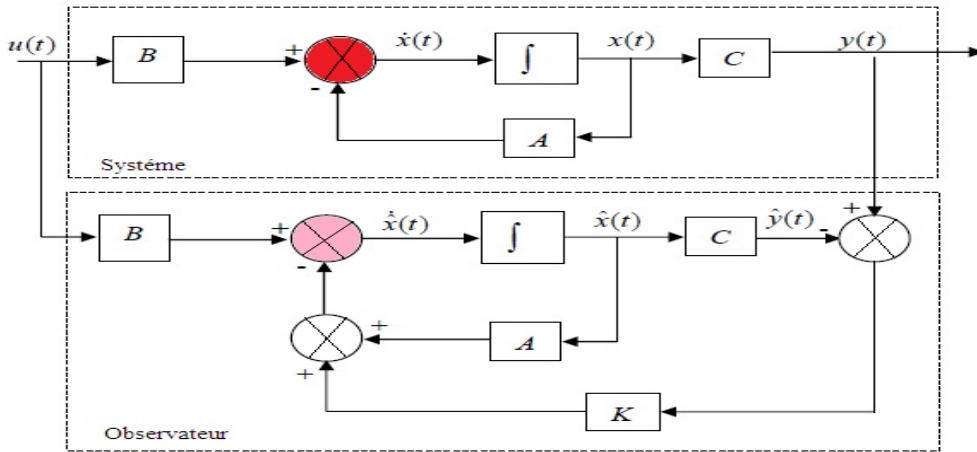 u(t)
B
+
-
ẋ(t)
∫
x(t)
C
y(t)
A
Systéme
B
+
-
x̂̇(t)
∫
x̂(t)
C
ŷ(t)
-
+
A
+
+
K
Observateur